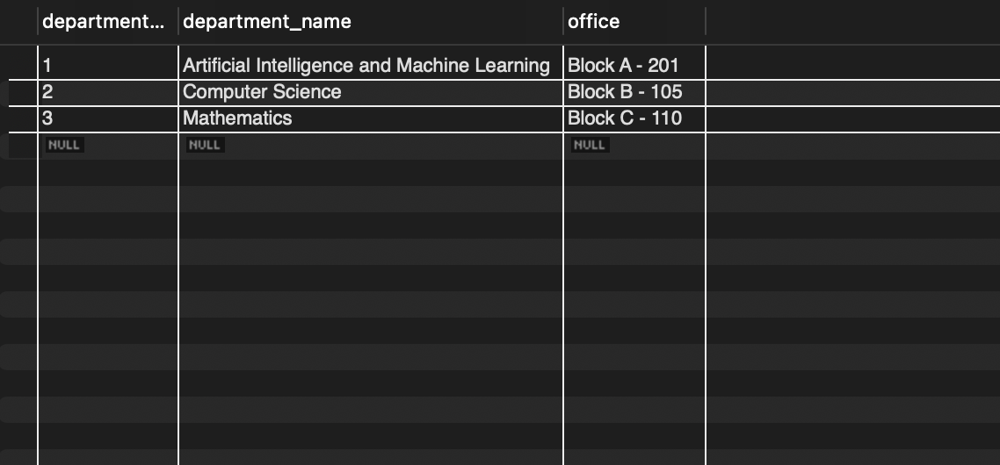 department... department_name office
1 Artificial Intelligence and Machine Learning Block A - 201
2 Computer Science Block B - 105
3 Mathematics Block C - 110
NULL NULL NULL